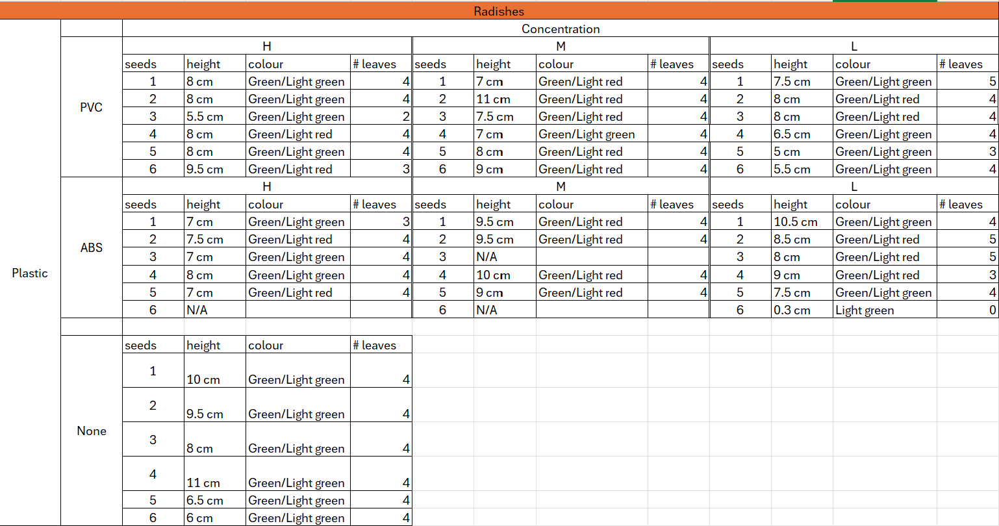 Radishes
Concentration
H M L
seeds height colour # leaves seeds height colour # leaves seeds height colour # leaves
1 8 cm Green/Light green 4 1 7 cm Green/Light red 4 1 7.5 cm Green/Light green 5
2 8 cm Green/Light green 4 2 11 cm Green/Light red 4 2 8 cm Green/Light red 4
PVC
3 5.5 cm Green/Light green 2 3 7.5 cm Green/Light red 4 3 8 cm Green/Light red 4
4 8 cm Green/Light red 4 4 7 cm Green/Light green 4 4 6.5 cm Green/Light green 4
5 8 cm Green/Light green 4 5 8 cm Green/Light red 4 5 5 cm Green/Light green 3
6 9.5 cm Green/Light red 3 6 9 cm Green/Light red 4 6 5.5 cm Green/Light green 4
H M L
seeds height colour # leaves seeds height colour # leaves seeds height colour # leaves
1 7 cm Green/Light green 3 1 9.5 cm Green/Light red 4 1 10.5 cm Green/Light green 4
2 7.5 cm Green/Light red 4 2 9.5 cm Green/Light red 4 2 8.5 cm Green/Light red 5
ABS
3 7 cm Green/Light green 4 3 N/A 3 8 cm Green/Light red 5
Plastic
4 8 cm Green/Light green 4 4 10 cm Green/Light red 4 4 9 cm Green/Light red 3
5 7 cm Green/Light red 4 5 9 cm Green/Light red 4 5 7.5 cm Green/Light green 4
6 N/A 6 N/A 6 0.3 cm Light green 0
seeds height colour # leaves
1 10 cm Green/Light green 4
2 9.5 cm Green/Light green 4
None
3 8 cm Green/Light green 4
4 11 cm Green/Light green 4
5 6.5 cm Green/Light green 4
6 6 cm Green/Light green 4